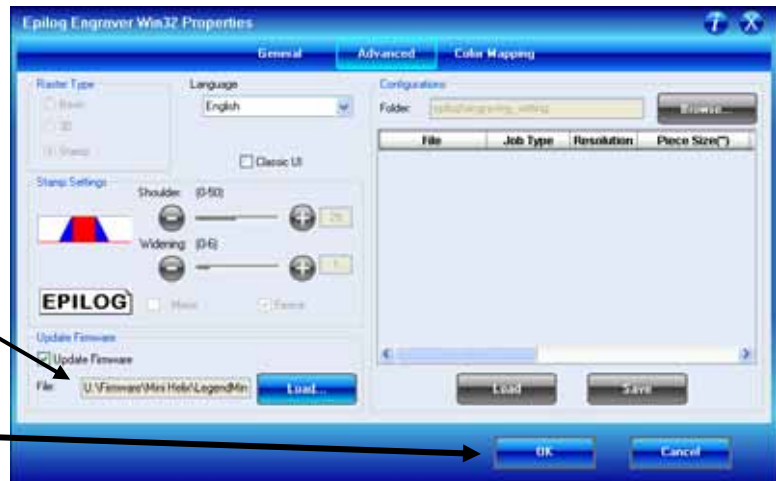 Epilog Engraver Win32 Properties
General Advanced Color Mapping
Raster Type
Basic
3D
Stamp
Language
English
Classic UI
Stamp Settings
Shoulder: (0-50)
Widening: (0-6)
EPILOG
Mirror Fence
Update Firmware
Update Firmware
File: U:\Firmware\Mini Helix\LegendMin
Load...
Configurations
Folder: Browse...
File Job Type Resolution Piece Size(")
Load Save
OK Cancel